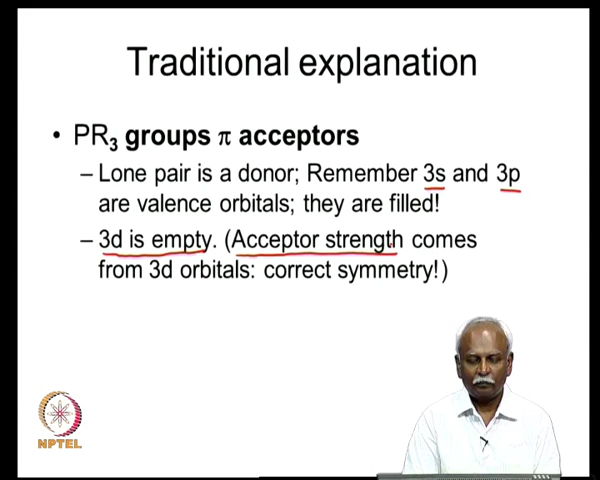 Traditional explanation
• PR₃ groups π acceptors
– Lone pair is a donor; Remember 3s and 3p
are valence orbitals; they are filled!
– 3d is empty. (Acceptor strength comes
from 3d orbitals: correct symmetry!)
NPTEL